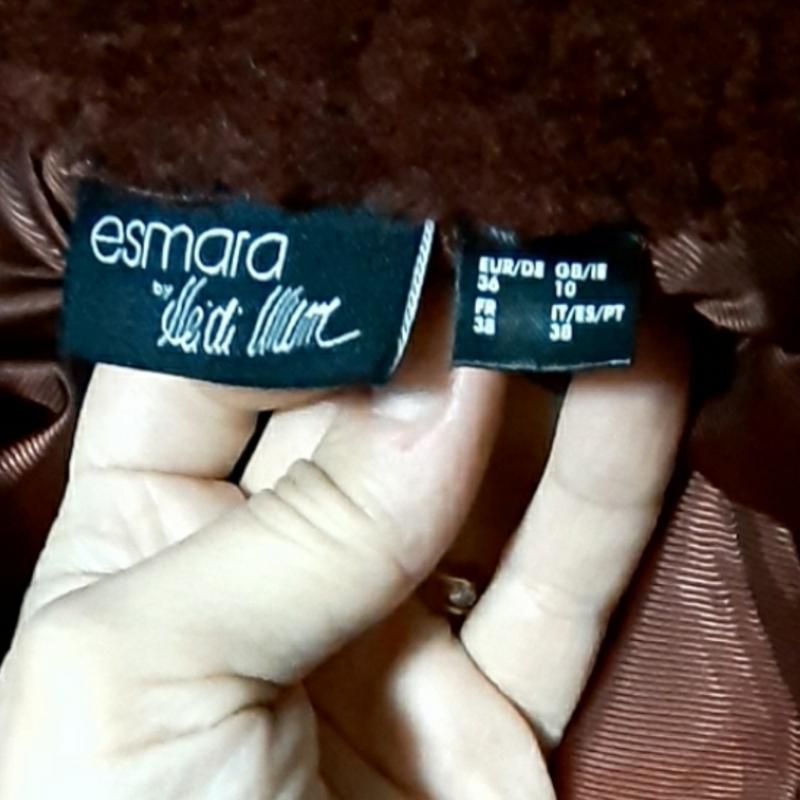 esmara
by Heidi Klum
EUR/DE GB/IE
36 10
FR IT/ES/PT
38 38